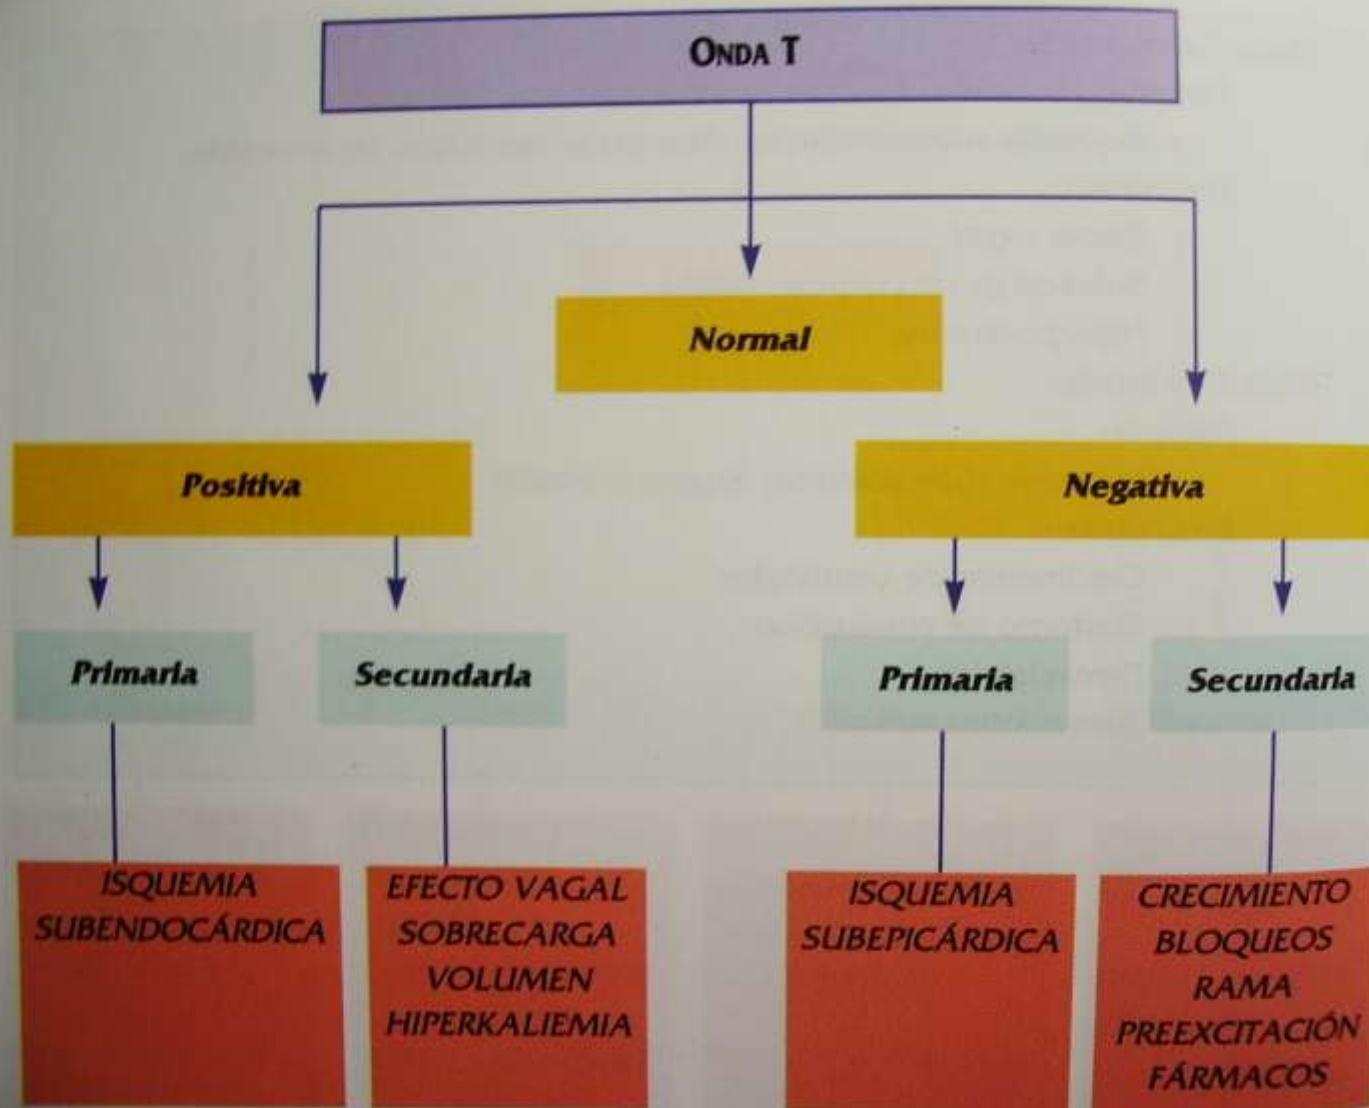 ONDA T
Normal
Positiva
Negativa
Primaria
Secundaria
Primaria
Secundaria
ISQUEMIA
SUBENDOCÁRDICA
EFECTO VAGAL
SOBRECARGA
VOLUMEN
HIPERKALIEMIA
ISQUEMIA
SUBEPICÁRDICA
CRECIMIENTO
BLOQUEOS
RAMA
PREEXCITACIÓN
FÁRMACOS